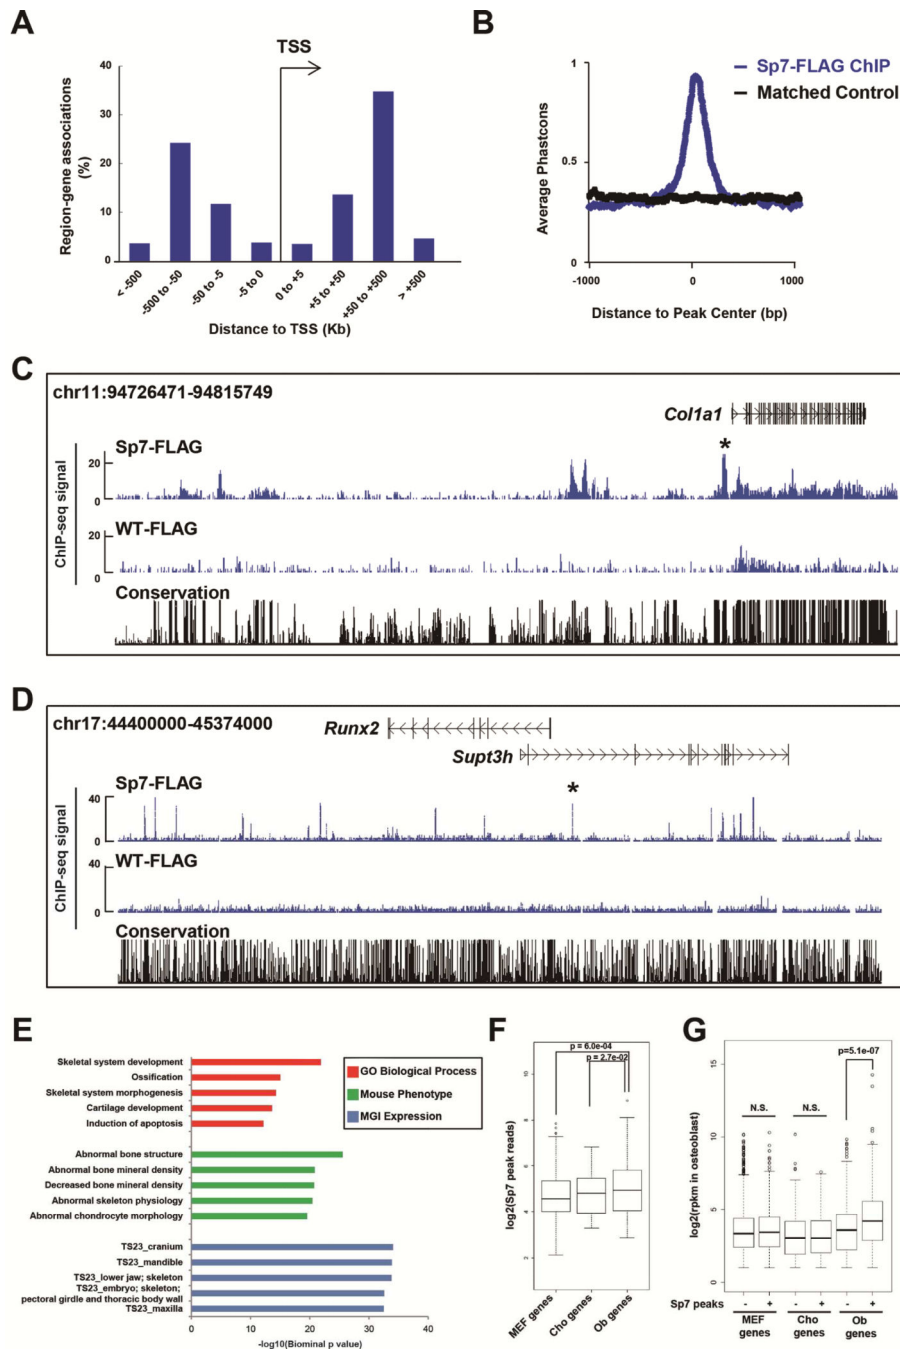 A
TSS
40
30
20
10
0
Region-gene associations
(%)
< -500
-500 to -50
-50 to -5
-5 to 0
0 to +5
+5 to +50
+50 to +500
> +500
Distance to TSS (Kb)
B
Sp7-FLAG ChIP
Matched Control
1
0.5
0
Average Phastcons
-1000
0
1000
Distance to Peak Center (bp)
C
chr11:94726471-94815749
Col1a1
*
ChIP-seq signal
Sp7-FLAG
20
0
WT-FLAG
20
0
Conservation
D
chr17:44400000-45374000
Runx2
Supt3h
*
ChIP-seq signal
Sp7-FLAG
40
0
WT-FLAG
40
0
Conservation
E
Skeletal system development
Ossification
Skeletal system morphogenesis
Cartilage development
Induction of apoptosis
Abnormal bone structure
Abnormal bone mineral density
Decreased bone mineral density
Abnormal skeleton physiology
Abnormal chondrocyte morphology
TS23_cranium
TS23_mandible
TS23_lower jaw; skeleton
TS23_embryo; skeleton;
pectoral girdle and thoracic body wall
TS23_maxilla
GO Biological Process
Mouse Phenotype
MGI Expression
0
10
20
30
40
-log10(Biominal p value)
F
p = 6.0e-04
p = 2.7e-02
10
8
6
4
2
log2(Sp7 peak reads)
MEF genes
Cho genes
Ob genes
G
p=5.1e-07
N.S.
N.S.
15
10
5
0
log2(rpkm in osteoblast)
Sp7 peaks
- + - + - +
MEF genes
Cho genes
Ob genes